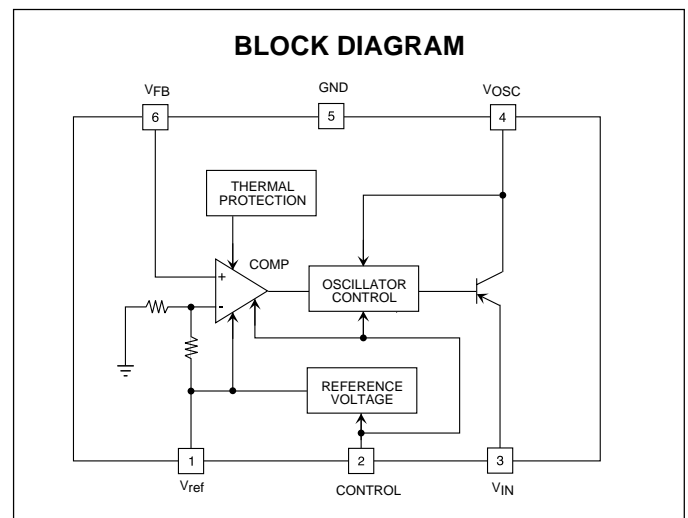 BLOCK DIAGRAM
VFB
GND
VOSC
6
5
4
THERMAL
PROTECTION
COMP
+
-
OSCILLATOR
CONTROL
REFERENCE
VOLTAGE
1
2
3
Vref
CONTROL
VIN